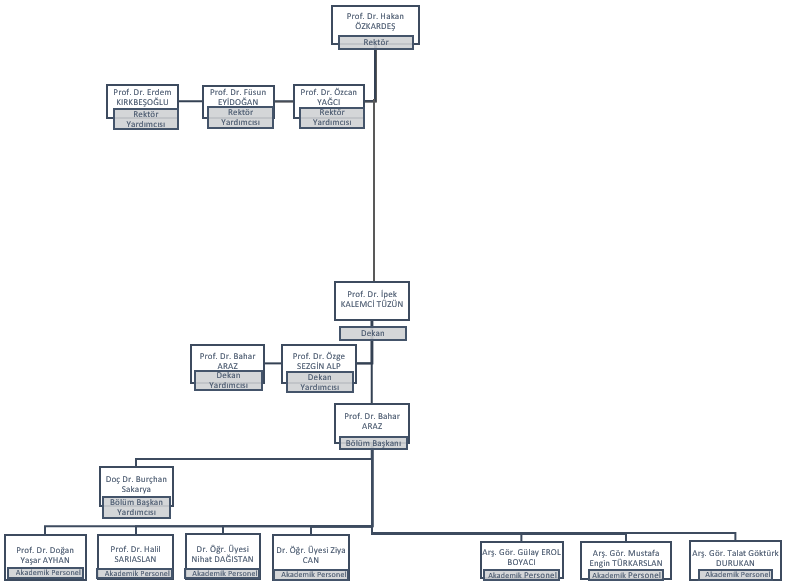 Prof. Dr. Hakan
ÖZKARDEŞ
Rektör
Prof. Dr. Erdem
KIRKBEŞOĞLU
Rektör
Yardımcısı
Prof. Dr. Füsun
EYİDOĞAN
Rektör
Yardımcısı
Prof. Dr. Özcan
YAĞCI
Rektör
Yardımcısı
Prof. Dr. İpek
KALEMCİ TÜZÜN
Dekan
Prof. Dr. Bahar
ARAZ
Dekan
Yardımcısı
Prof. Dr. Özge
SEZGİN ALP
Dekan
Yardımcısı
Prof. Dr. Bahar
ARAZ
Bölüm Başkanı
Doç Dr. Burçhan
Sakarya
Bölüm Başkan
Yardımcısı
Prof. Dr. Doğan
Yaşar AYHAN
Akademik Personel
Prof. Dr. Halil
SARIASLAN
Akademik Personel
Dr. Öğr. Üyesi
Nihat DAĞISTAN
Akademik Personel
Dr. Öğr. Üyesi Ziya
CAN
Akademik Personel
Arş. Gör. Gülay EROL
BOYACI
Akademik Personel
Arş. Gör. Mustafa
Engin TÜRKARSLAN
Akademik Personel
Arş. Gör. Talat Göktürk
DURUKAN
Akademik Personel